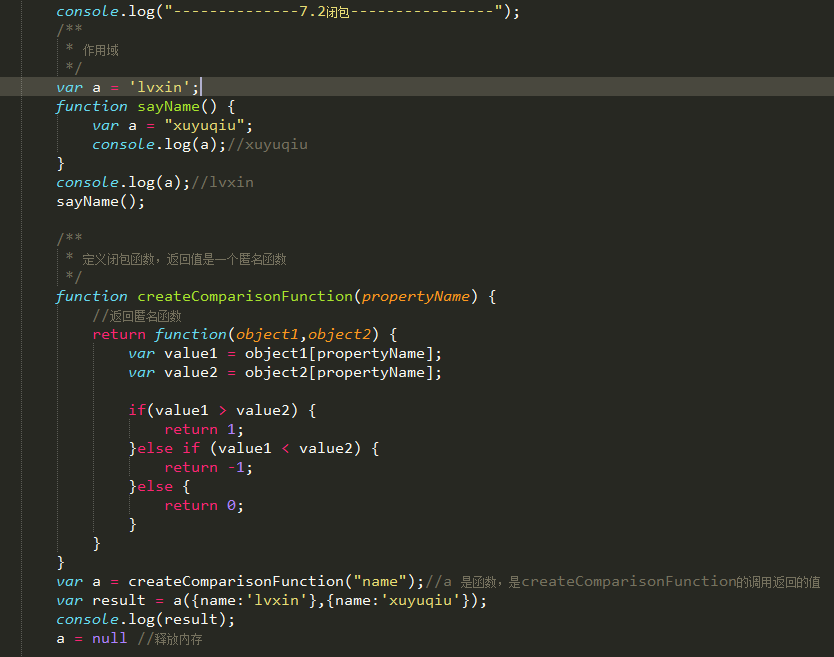 console.log("--------------7.2闭包----------------");
/**
 * 作用域
 */
var a = 'lvxin';
function sayName() {
    var a = "xuyuqiu";
    console.log(a);//xuyuqiu
}
console.log(a);//lvxin
sayName();

/**
 * 定义闭包函数，返回值是一个匿名函数
 */
function createComparisonFunction(propertyName) {
    //返回匿名函数
    return function(object1,object2) {
        var value1 = object1[propertyName];
        var value2 = object2[propertyName];

        if(value1 > value2) {
            return 1;
        }else if (value1 < value2) {
            return -1;
        }else {
            return 0;
        }
    }
}
var a = createComparisonFunction("name");//a 是函数，是createComparisonFunction的调用返回的值
var result = a({name:'lvxin'},{name:'xuyuqiu'});
console.log(result);
a = null //释放内存